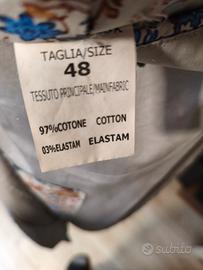 TAGLIA/SIZE
48
TESSUTO PRINCIPALE/MAINFABRIC
97%COTONE COTTON
03%ELASTAM ELASTAM
subito